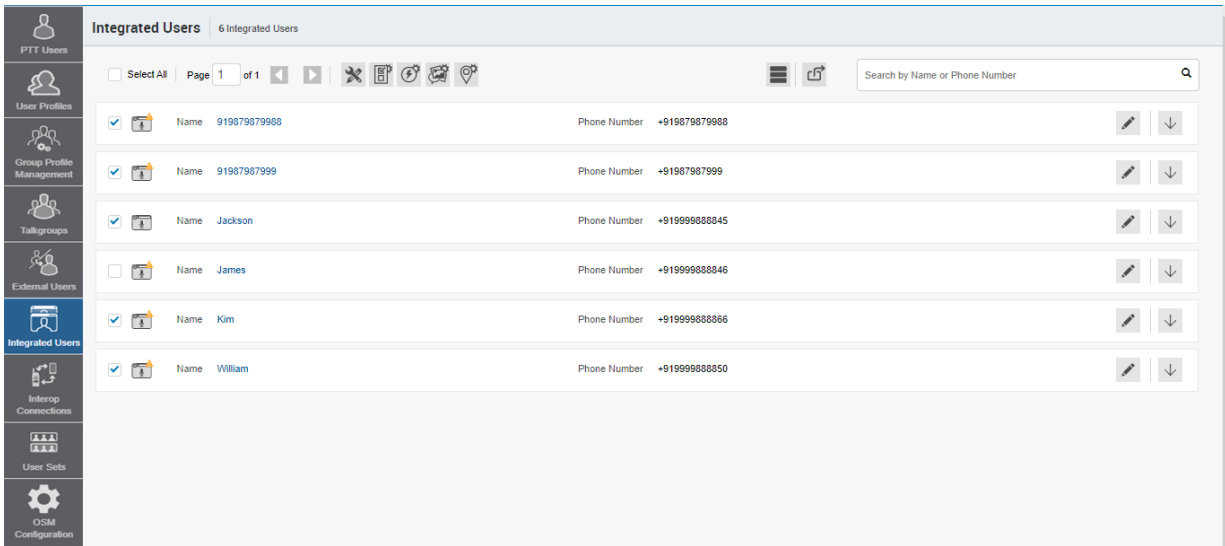 PTT Users
User Profiles
Group Profile
Management
Talkgroups
External Users
Integrated Users
Interop
Connections
User Sets
OSM
Configuration
Integrated Users 6 Integrated Users
Select All Page 1 of 1 Search by Name or Phone Number
Name 919879879988 Phone Number +919879879988
Name 91987987999 Phone Number +91987987999
Name Jackson Phone Number +919999888845
Name James Phone Number +919999888846
Name Kim Phone Number +919999888866
Name William Phone Number +919999888850